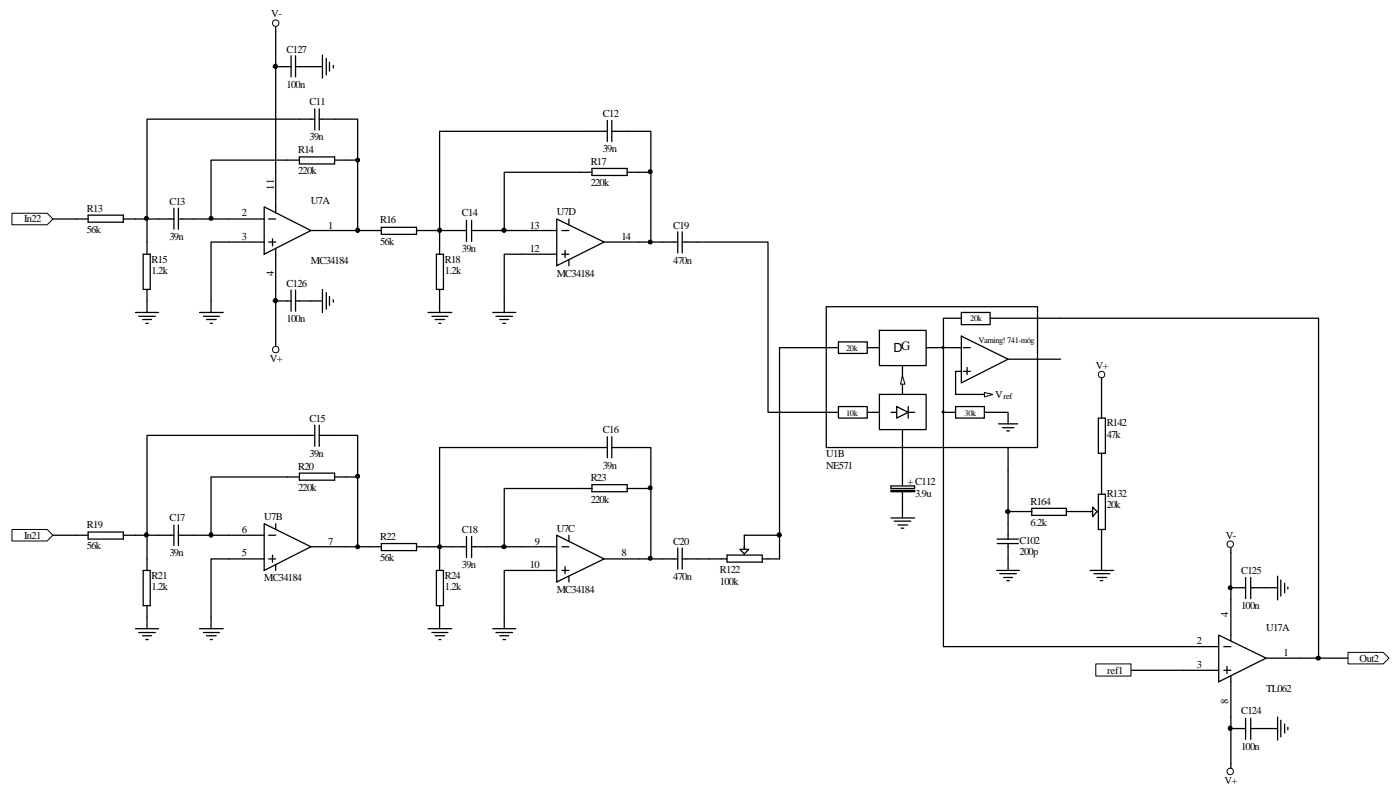 V-
C127
100n
C11
39n
R14
220k
11
U7A
In22
R13
56k
C13
39n
2
3
1
R15
1.2k
4
MC34184
C126
100n
V+
C12
39n
R17
220k
U7D
R16
56k
C14
39n
13
12
14
R18
1.2k
MC34184
C19
470n
20k
DG
20k
Varning! 741-mög
V ref
10k
30k
U1B
NE571
C112
3.9u
+
V+
R142
47k
R164
6.2k
R132
20k
C102
200p
C15
39n
R20
220k
U7B
In21
R19
56k
C17
39n
6
5
7
R21
1.2k
MC34184
C16
39n
R23
220k
U7C
R22
56k
C18
39n
9
10
8
R24
1.2k
MC34184
C20
470n
R122
100k
V-
C125
100n
4
U17A
2
3
1
ref1
Out2
TL062
8
C124
100n
V+